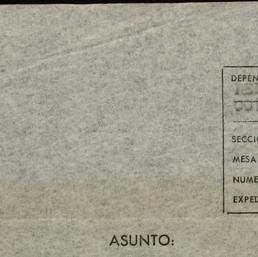 DEPEN
SECCIO
MESA
NUME
EXPED
ASUNTO: